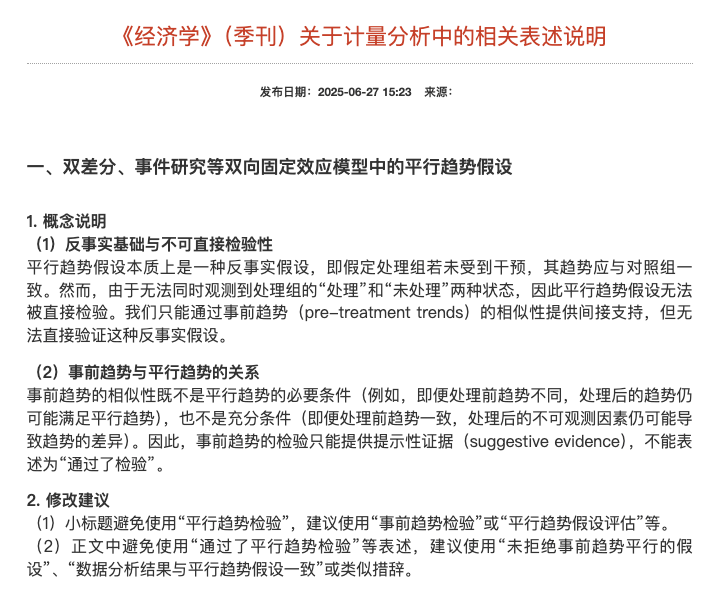 《经济学》（季刊）关于计量分析中的相关表述说明
发布日期：2025-06-27 15:23 来源：
一、双差分、事件研究等双向固定效应模型中的平行趋势假设
1. 概念说明
（1）反事实基础与不可直接检验性
平行趋势假设本质上是一种反事实假设，即假定处理组若未受到干预，其趋势应与对照组一
致。然而，由于无法同时观测到处理组的“处理”和“未处理”两种状态，因此平行趋势假设无法
被直接检验。我们只能通过事前趋势（pre-treatment trends）的相似性提供间接支持，但无
法直接验证这种反事实假设。
（2）事前趋势与平行趋势的关系
事前趋势的相似性既不是平行趋势的必要条件（例如，即便处理前趋势不同，处理后的趋势仍
可能满足平行趋势），也不是充分条件（即便处理前趋势一致，处理后的不可观测因素仍可能导
致趋势的差异）。因此，事前趋势的检验只能提供提示性证据（suggestive evidence），不能表
述为“通过了检验”。
2. 修改建议
（1）小标题避免使用“平行趋势检验”，建议使用“事前趋势检验”或“平行趋势假设评估”等。
（2）正文中避免使用“通过了平行趋势检验”等表述，建议使用“未拒绝事前趋势平行的假
设”、“数据分析结果与平行趋势假设一致”或类似措辞。